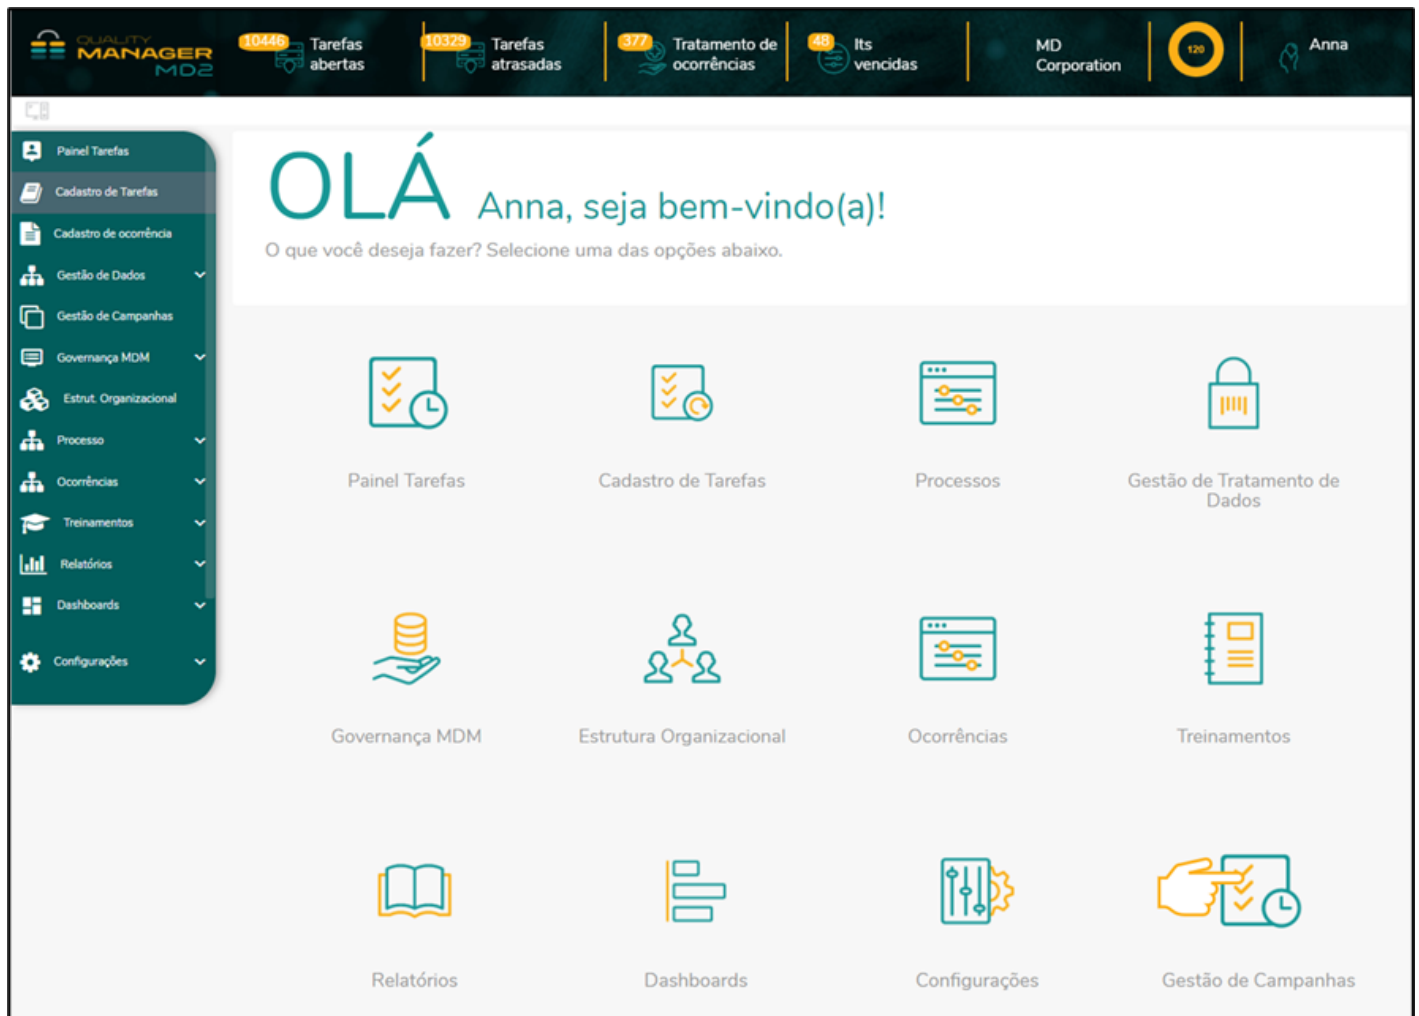 QUALITY
MANAGER
MD2
10446
Tarefas
abertas
10329
Tarefas
atrasadas
377
Tratamento de
ocorrências
48
Its
vencidas
MD
Corporation
120
Anna
Painel Tarefas
Cadastro de Tarefas
Cadastro de ocorrência
Gestão de Dados
Gestão de Campanhas
Governança MDM
Estrut. Organizacional
Processo
Ocorrências
Treinamentos
Relatórios
Dashboards
Configurações
OLÁ Anna, seja bem-vindo(a)!
O que você deseja fazer? Selecione uma das opções abaixo.
Painel Tarefas
Cadastro de Tarefas
Processos
Gestão de Tratamento de
Dados
Governança MDM
Estrutura Organizacional
Ocorrências
Treinamentos
Relatórios
Dashboards
Configurações
Gestão de Campanhas